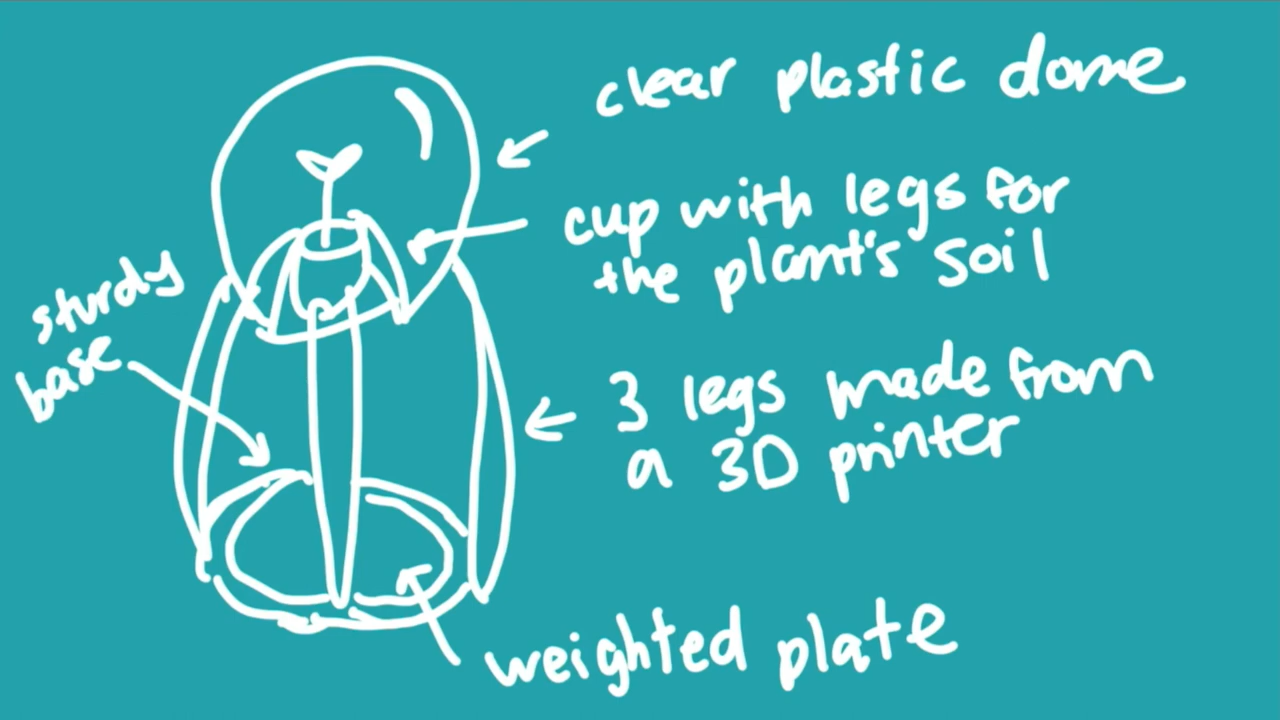 clear plastic dome
cup with legs for
the plant's soil
sturdy
base
3 legs made from
a 3D printer
weighted plate